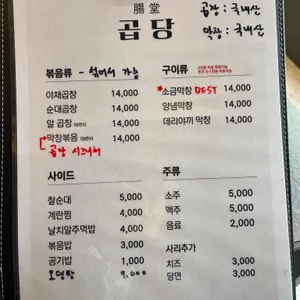 腸堂
곱당
곱창 : 국내산
막창 : 국내산
볶음류 - 섞어서 가능
야채곱창 14,000
순대곱창 14,000
알 곱창 14,000
막창볶음 14,000
곱당 시그니처
구이류
소금막창 BEST 14,000
양념막창 14,000
데리야끼 막창 14,000
사이드
찰순대 5,000
계란찜 4,000
날치알주먹밥 4,000
볶음밥 3,000
공기밥 1,000
오뎅탕 9,000
주류
소주 5,000
맥주 5,000
음료 2,000
사리추가
치즈 3,000
당면 3,000